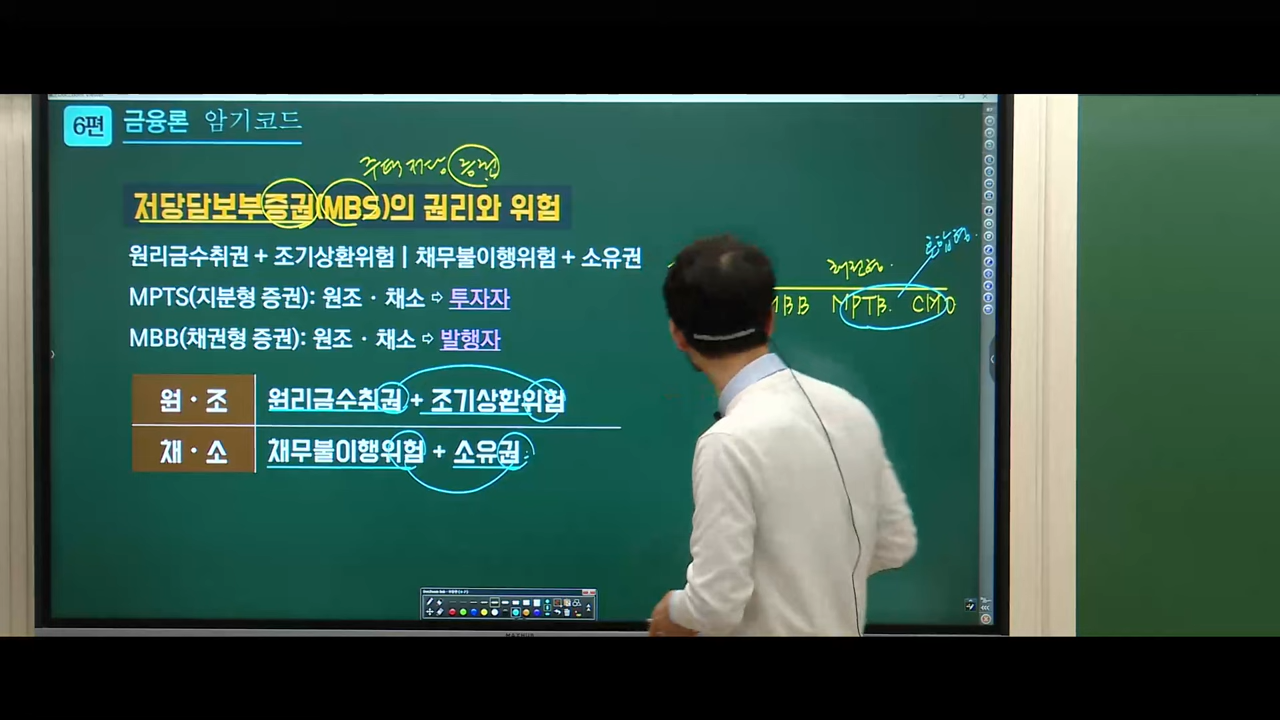 6편 금융론 암기코드
주택저당 증권
저당담보부증권(MBS)의 권리와 위험
원리금수취권 + 조기상환위험 | 채무불이행위험 + 소유권
MPTS(지분형 증권): 원조 · 채소 ⇨ 투자자
MBB(채권형 증권): 원조 · 채소 ⇨ 발행자
원 · 조 원리금수취권 + 조기상환위험
채 · 소 채무불이행위험 + 소유권
혼합형
채권형
MBB MPTB CMO